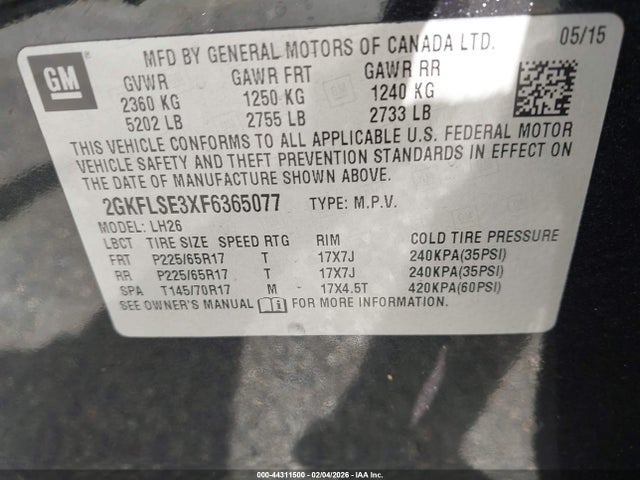 GM
MFD BY GENERAL MOTORS OF CANADA LTD. 05/15
GVWR GAWR FRT GAWR RR
2360 KG 1250 KG 1240 KG
5202 LB 2755 LB 2733 LB
THIS VEHICLE CONFORMS TO ALL APPLICABLE U.S. FEDERAL MOTOR
VEHICLE SAFETY AND THEFT PREVENTION STANDARDS IN EFFECT ON
THE DATE OF MANUFACTURE SHOWN ABOVE.
2GKFLSE3XF6365077 TYPE: M.P.V.
MODEL: LH26
LBCT TIRE SIZE SPEED RTG RIM COLD TIRE PRESSURE
FRT P225/65R17 T 17X7J 240KPA(35PSI)
RR P225/65R17 T 17X7J 240KPA(35PSI)
SPA T145/70R17 M 17X4.5T 420KPA(60PSI)
SEE OWNER'S MANUAL FOR MORE INFORMATION.
000-44311500 - 02/04/2026 - IAA Inc.